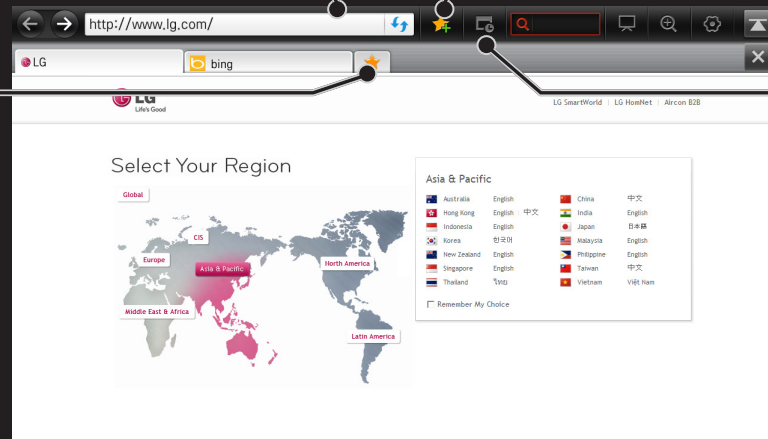 http://www.lg.com/
LG
bing
LG
Life's Good
LG SmartWorld | LG HomNet | Aircon B2B
Select Your Region
Global
CIS
Europe
Asia & Pacific
North America
Middle East & Africa
Latin America
Asia & Pacific
Australia English China 中文
Hong Kong English 中文 India English
Indonesia English Japan 日本語
Korea 한국어 Malaysia English
New Zealand English Philippine English
Singapore English Taiwan 中文
Thailand ไทย Vietnam Việt Nam
Remember My Choice